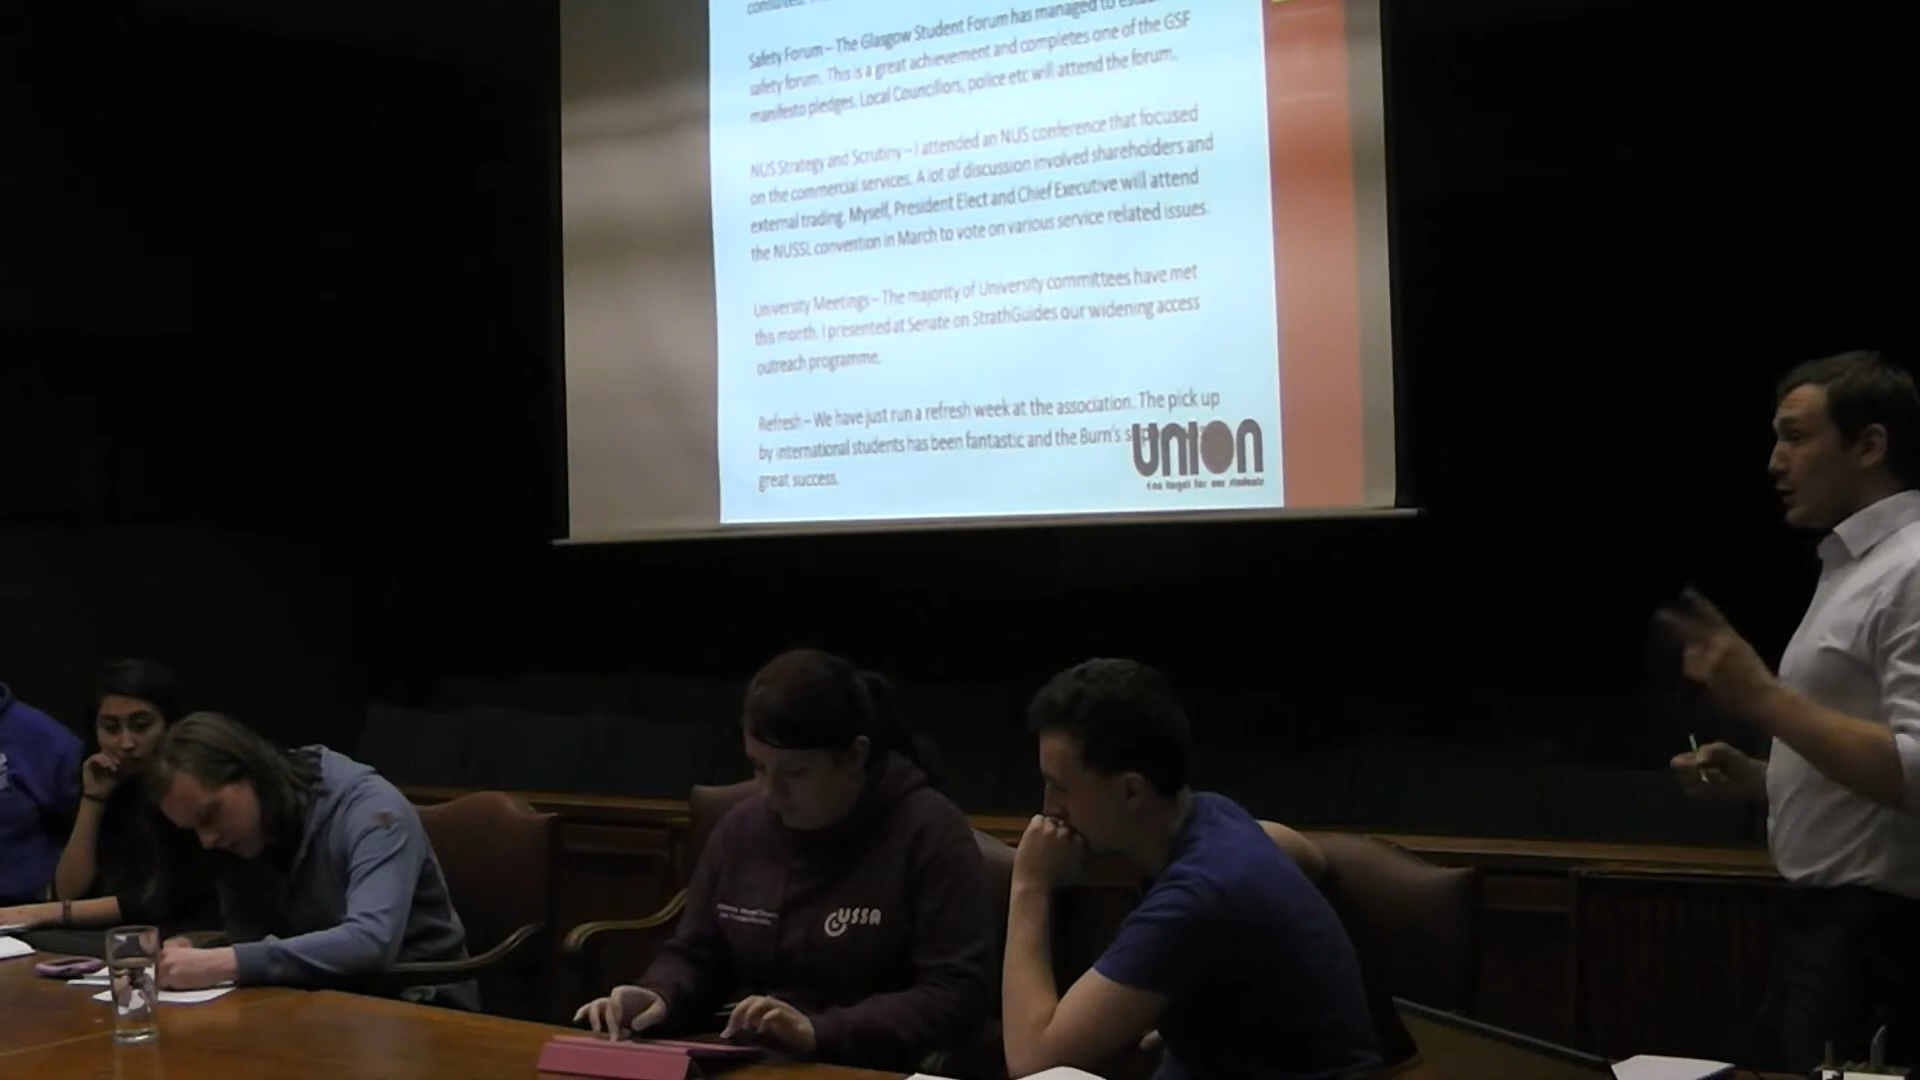 Safety Forum – The Glasgow Student Forum has managed to
safety forum. This is a great achievement and completes one of the GSF
manifesto pledges. Local Councillors, police etc will attend the forum.
NUS Strategy and Scrutiny – I attended an NUS conference that focused
on the commercial services. A lot of discussion involved shareholders and
external trading. Myself, President Elect and Chief Executive will attend
the NUSSL convention in March to vote on various service related issues.
University Meetings – The majority of University committees have met
this month. I presented at Senate on StrathGuides our widening access
outreach programme.
Refresh – We have just run a refresh week at the association. The pick up
by international students has been fantastic and the Burn's
great success.
UNION
USSA